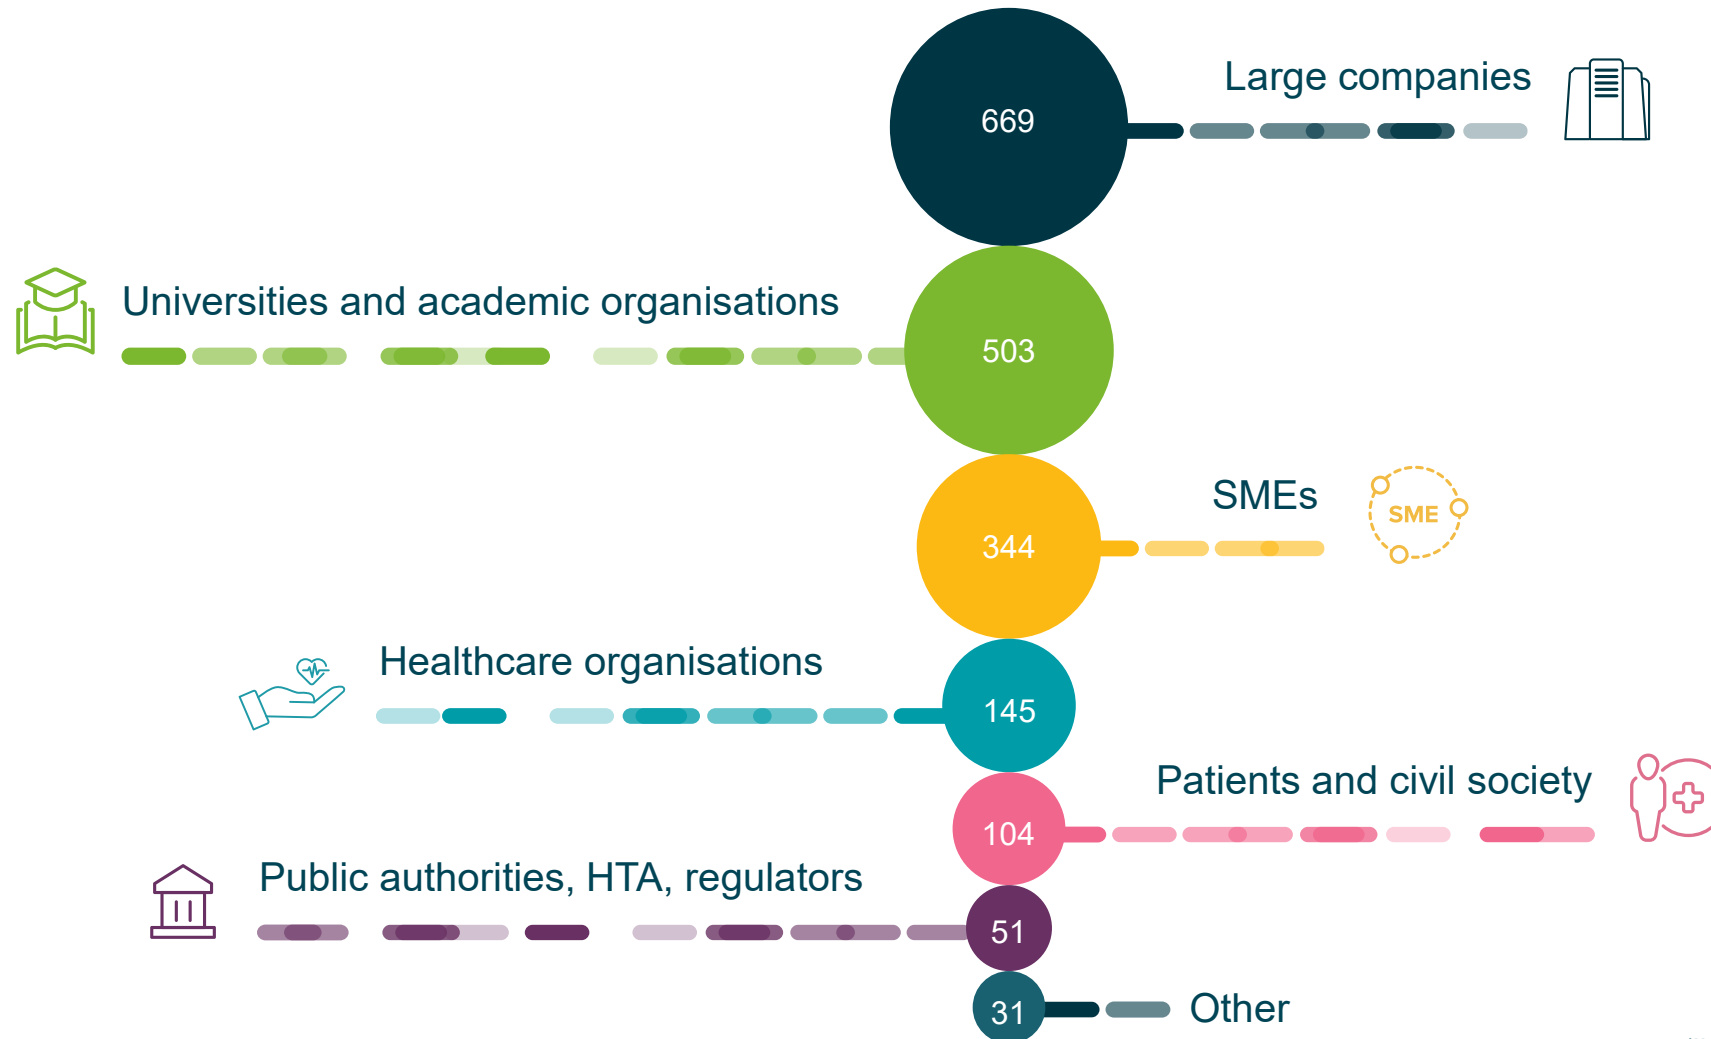 669
Large companies
Universities and academic organisations
503
SMEs
SME
344
Healthcare organisations
145
Patients and civil society
104
Public authorities, HTA, regulators
51
31
Other